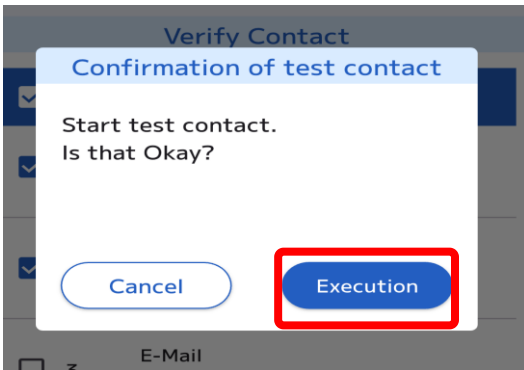 Verify Contact
Confirmation of test contact
Start test contact.
Is that Okay?
Cancel
Execution
E-Mail